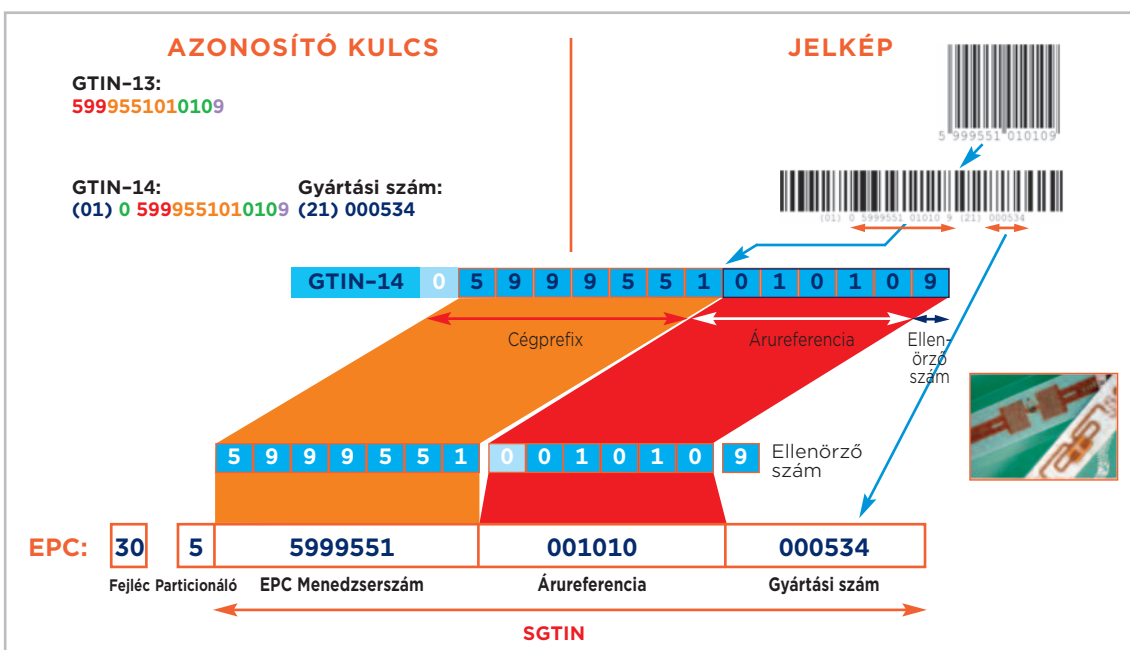 AZONOSÍTÓ KULCS
JELKÉP
GTIN–13:
5999551010109
5 999551 010109
GTIN–14:
Gyártási szám:
(01) 0 5999551010109 (21) 000534
(01) 0 5999551 01010 9 (21) 000534
GTIN–14 0 5 9 9 9 5 5 1 0 1 0 1 0 9
Cégprefix
Árureferencia
Ellen-
őrző
szám
5 9 9 9 5 5 1 0 0 1 0 1 0 9
Ellenőrző
szám
EPC: 30 5 5999551 001010 000534
Fejléc Particionáló EPC Menedzserszám Árureferencia Gyártási szám
SGTIN